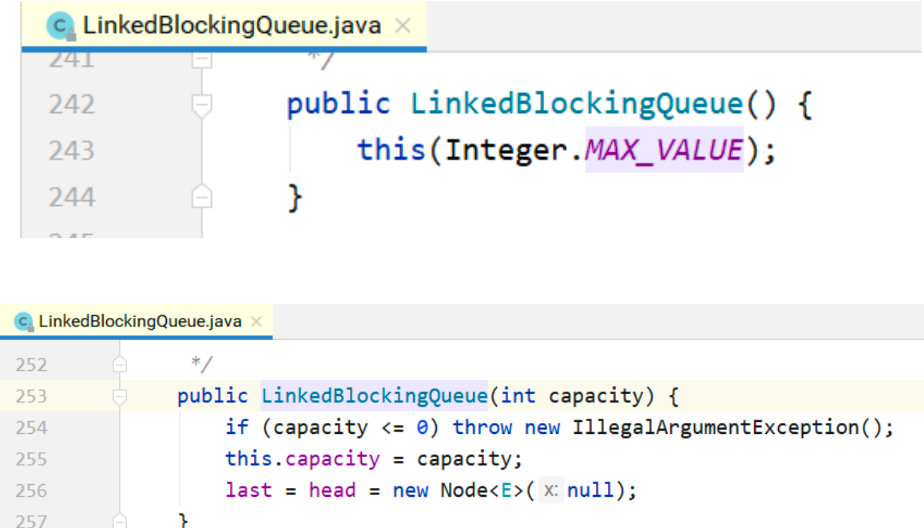 LinkedBlockingQueue.java ×
241 */
242 public LinkedBlockingQueue() {
243 this(Integer.MAX_VALUE);
244 }
LinkedBlockingQueue.java ×
252 */
253 public LinkedBlockingQueue(int capacity) {
254 if (capacity <= 0) throw new IllegalArgumentException();
255 this.capacity = capacity;
256 last = head = new Node<E>( x: null);
257 }